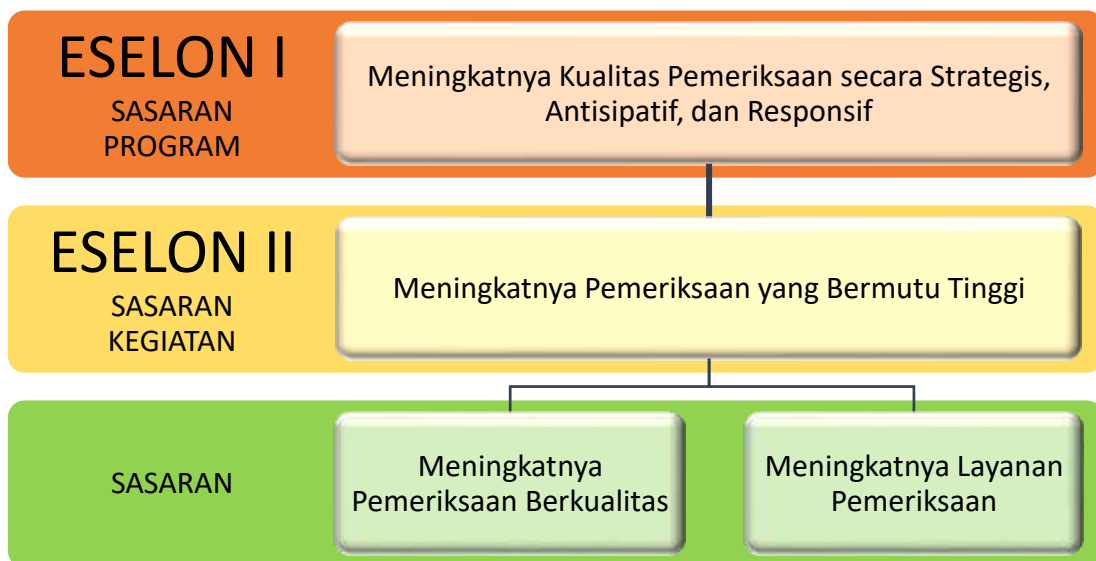 ESELON I
SASARAN
PROGRAM
Meningkatnya Kualitas Pemeriksaan secara Strategis,
Antisipatif, dan Responsif
ESELON II
SASARAN
KEGIATAN
Meningkatnya Pemeriksaan yang Bermutu Tinggi
SASARAN
Meningkatnya
Pemeriksaan Berkualitas
Meningkatnya Layanan
Pemeriksaan